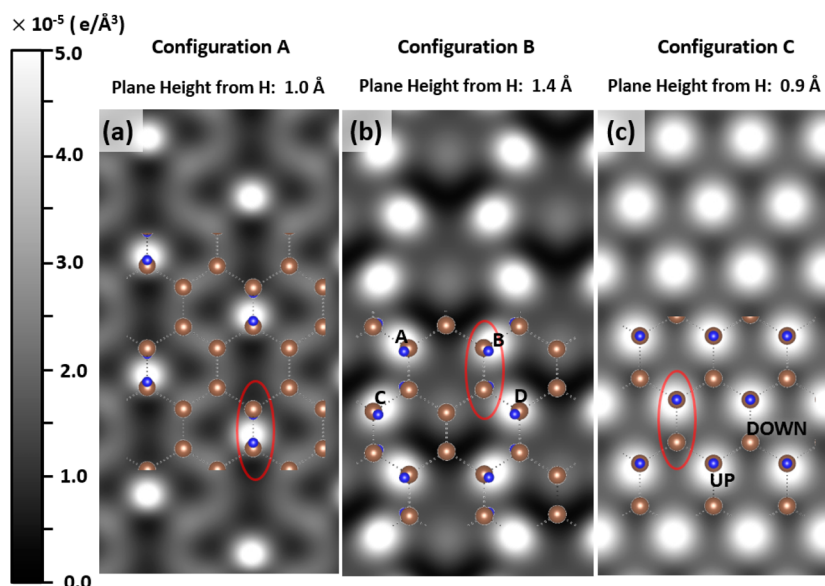 × 10⁻⁵ ( e/Å³)
5.0
4.0
3.0
2.0
1.0
0.0
Configuration A
Plane Height from H: 1.0 Å
(a)
Configuration B
Plane Height from H: 1.4 Å
(b)
A
B
C
D
Configuration C
Plane Height from H: 0.9 Å
(c)
DOWN
UP